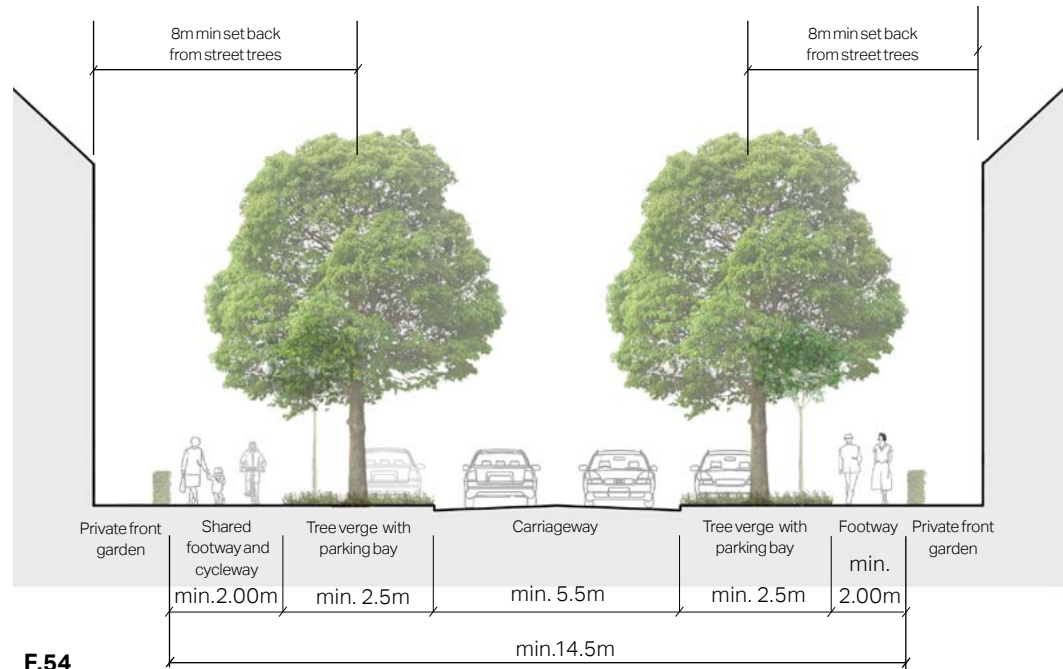 8m min set back
from street trees
8m min set back
from street trees
Private front
garden
Shared
footway and
cycleway
min.2.00m
Tree verge with
parking bay
min. 2.5m
Carriageway
min. 5.5m
Tree verge with
parking bay
min. 2.5m
Footway
min.
2.00m
Private front
garden
min.14.5m
F.54